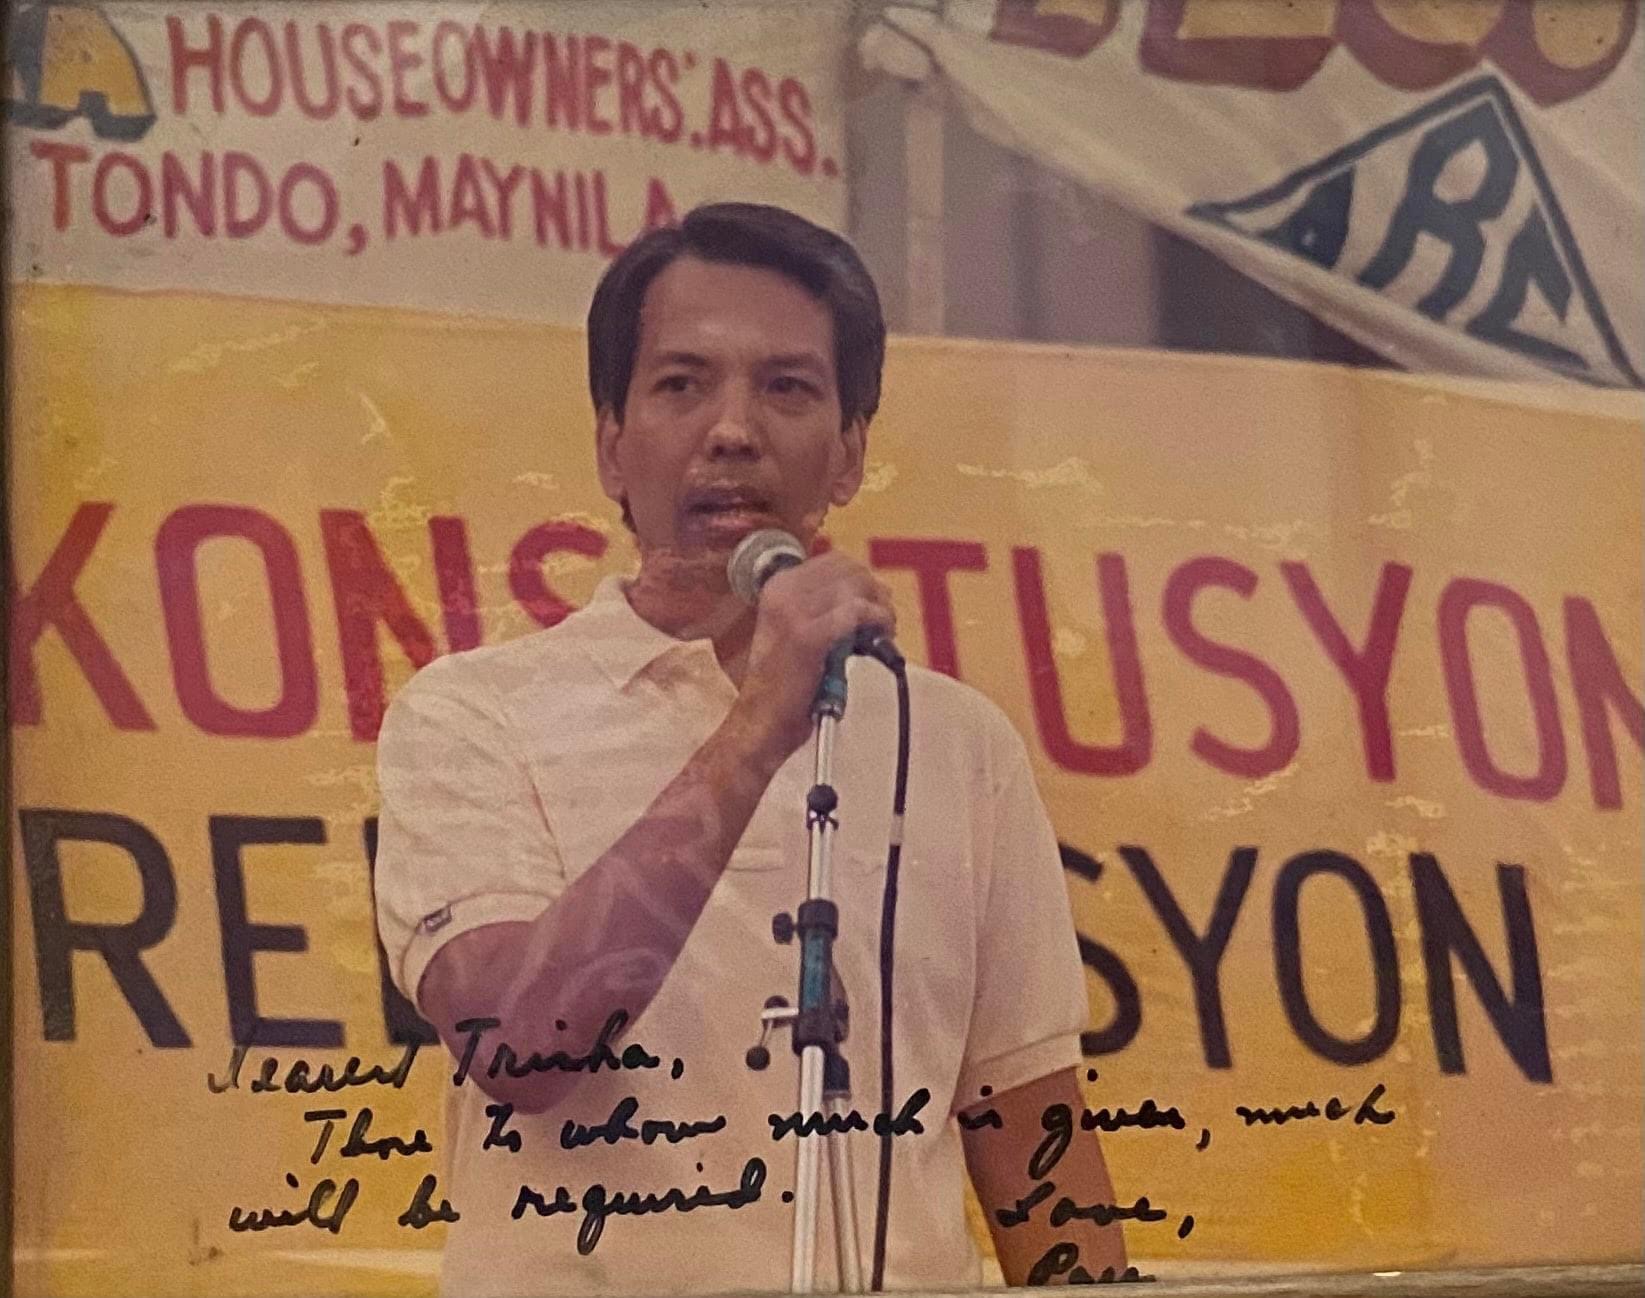 A HOUSEOWNERS'.ASS.
TONDO, MAYNILA
KONS TUSYON
RE SYON
Dearest Trisha,
Those to whom much is given, much
will be required.
Love,